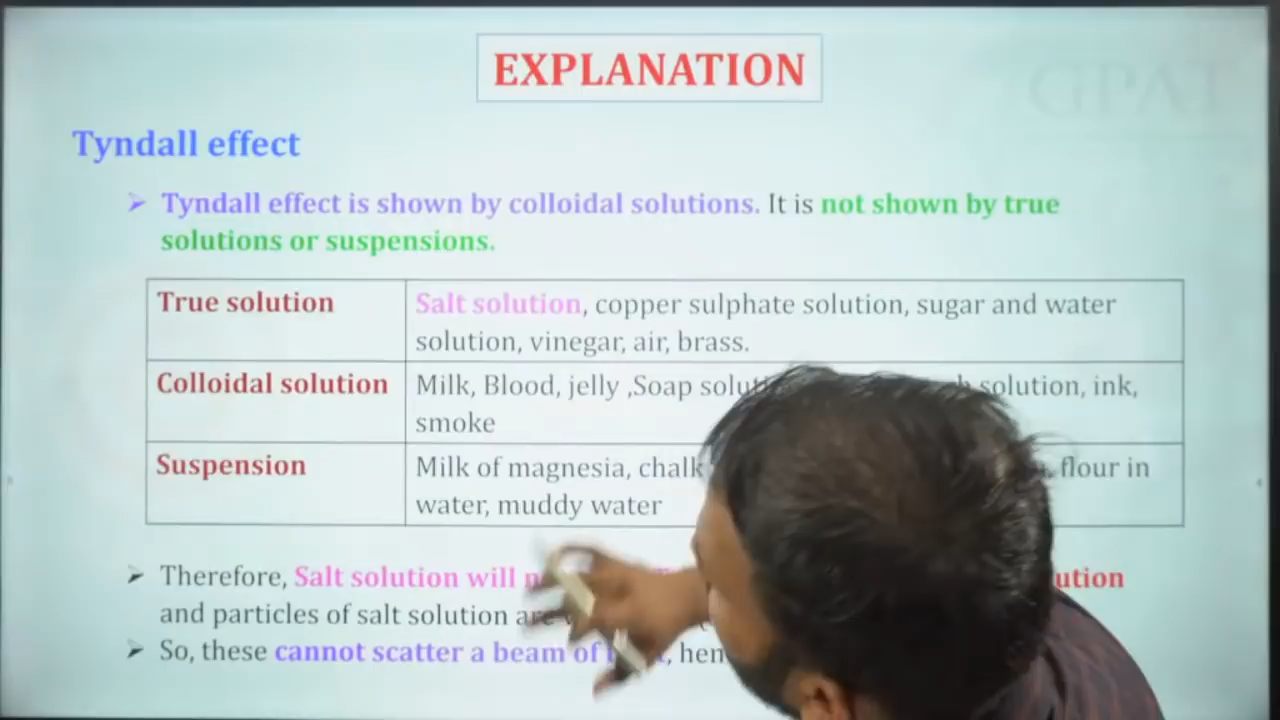 EXPLANATION
GPAT
Tyndall effect
➢ Tyndall effect is shown by colloidal solutions. It is not shown by true
solutions or suspensions.
True solution
Salt solution, copper sulphate solution, sugar and water
solution, vinegar, air, brass.
Colloidal solution
Milk, Blood, jelly ,Soap solution, ink,
smoke
Suspension
Milk of magnesia, chalk flour in
water, muddy water
➢ Therefore, Salt solution will
and particles of salt solution are
➢ So, these cannot scatter a beam of